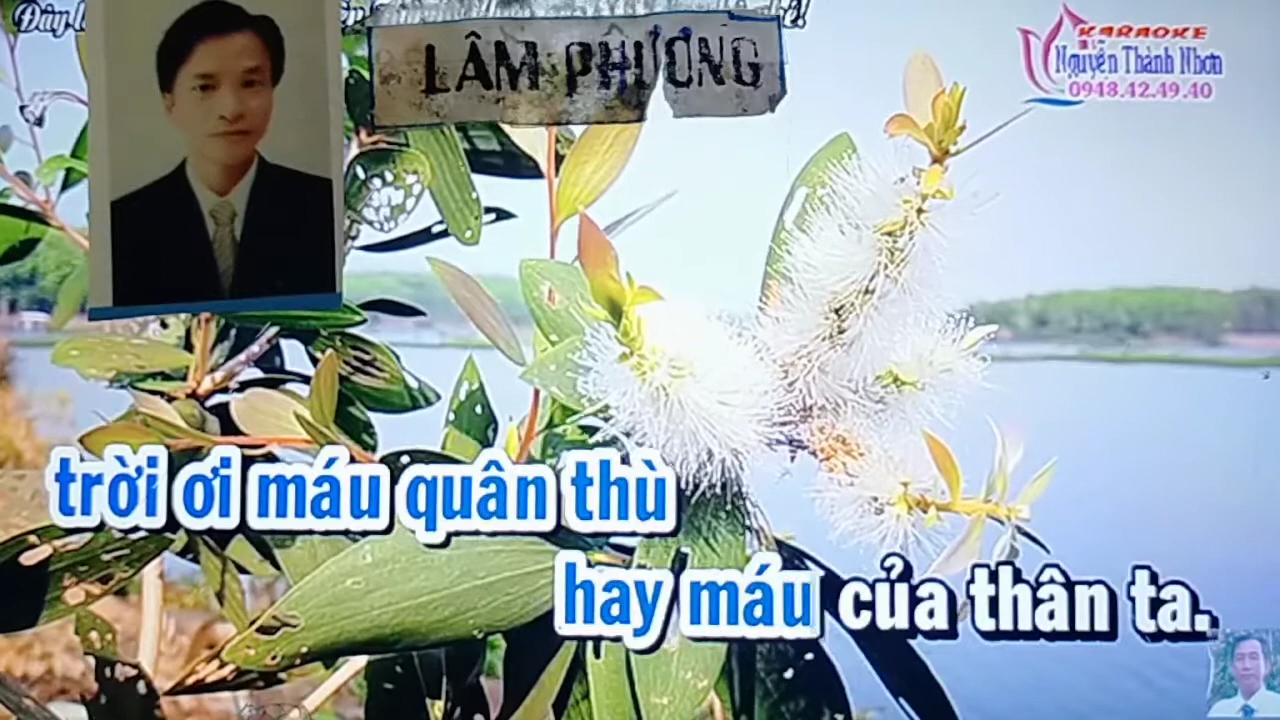 LÂM PHƯƠNG
KARAOKE
Nguyễn Thành Nhơn
0948.42.49.40
trời ơi máu quân thù
hay máu của thân ta.